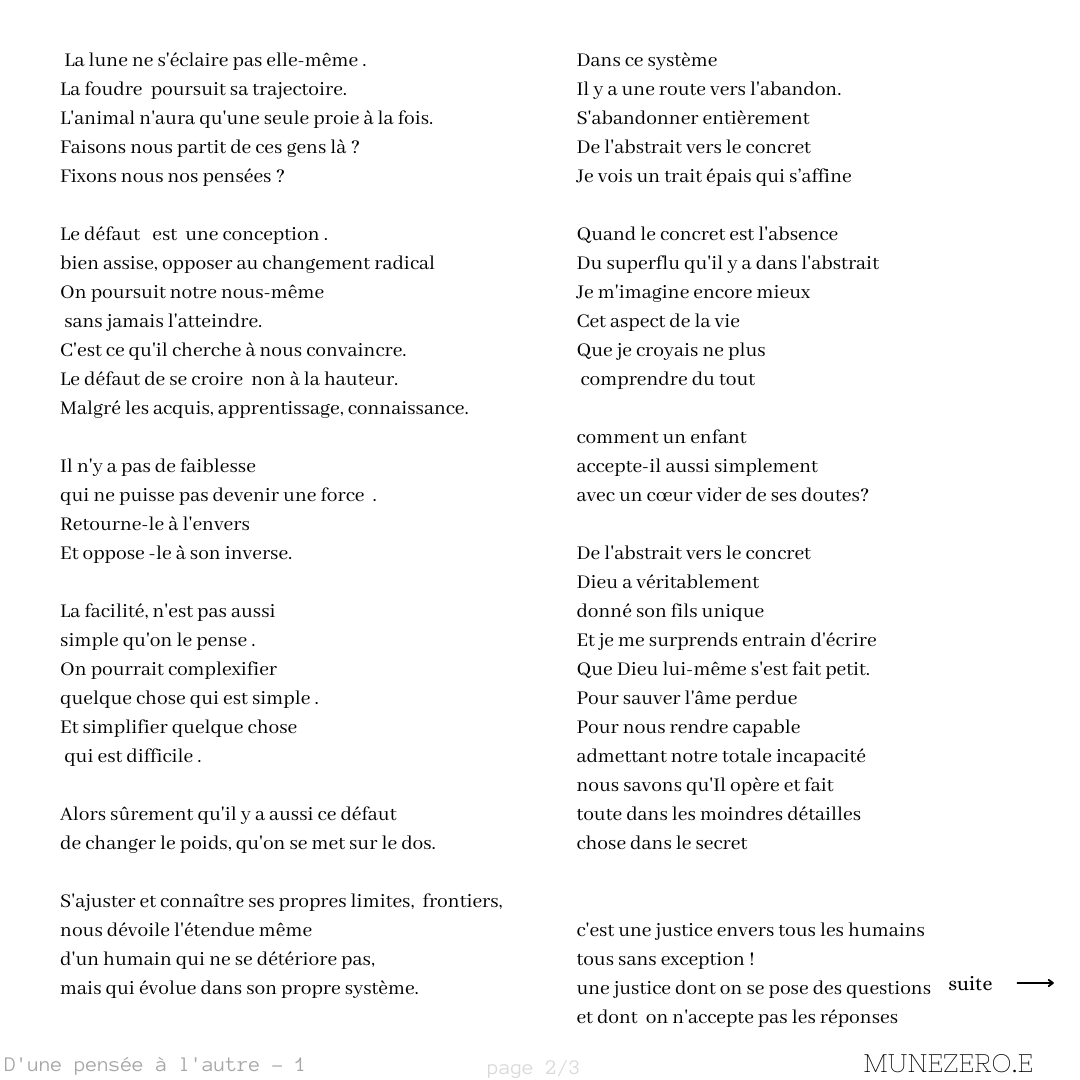 La lune ne s'éclaire pas elle-même .
La foudre  poursuit sa trajectoire.
L'animal n'aura qu'une seule proie à la fois.
Faisons nous partit de ces gens là ?
Fixons nous nos pensées ?

Le défaut   est  une conception .
bien assise, opposer au changement radical
On poursuit notre nous-même
sans jamais l'atteindre.
C'est ce qu'il cherche à nous convaincre.
Le défaut de se croire  non à la hauteur.
Malgré les acquis, apprentissage, connaissance.

Il n'y a pas de faiblesse
qui ne puisse pas devenir une force  .
Retourne-le à l'envers
Et oppose -le à son inverse.

La facilité, n'est pas aussi
simple qu'on le pense .
On pourrait complexifier
quelque chose qui est simple .
Et simplifier quelque chose
qui est difficile .

Alors sûrement qu'il y a aussi ce défaut
de changer le poids, qu'on se met sur le dos.

S'ajuster et connaître ses propres limites,  frontiers,
nous dévoile l'étendue même
d'un humain qui ne se détériore pas,
mais qui évolue dans son propre système.

Dans ce système
Il y a une route vers l'abandon.
S'abandonner entièrement
De l'abstrait vers le concret
Je vois un trait épais qui s’affine

Quand le concret est l'absence
Du superflu qu'il y a dans l'abstrait
Je m'imagine encore mieux
Cet aspect de la vie
Que je croyais ne plus
comprendre du tout

comment un enfant
accepte-il aussi simplement
avec un cœur vider de ses doutes?

De l'abstrait vers le concret
Dieu a véritablement
donné son fils unique
Et je me surprends entrain d'écrire
Que Dieu lui-même s'est fait petit.
Pour sauver l'âme perdue
Pour nous rendre capable
admettant notre totale incapacité
nous savons qu'Il opère et fait
toute dans les moindres détailles
chose dans le secret

c'est une justice envers tous les humains
tous sans exception !
une justice dont on se pose des questions
et dont  on n'accepte pas les réponses
suite ⟶
D'une pensée à l'autre – 1
page 2/3
MUNEZERO.E